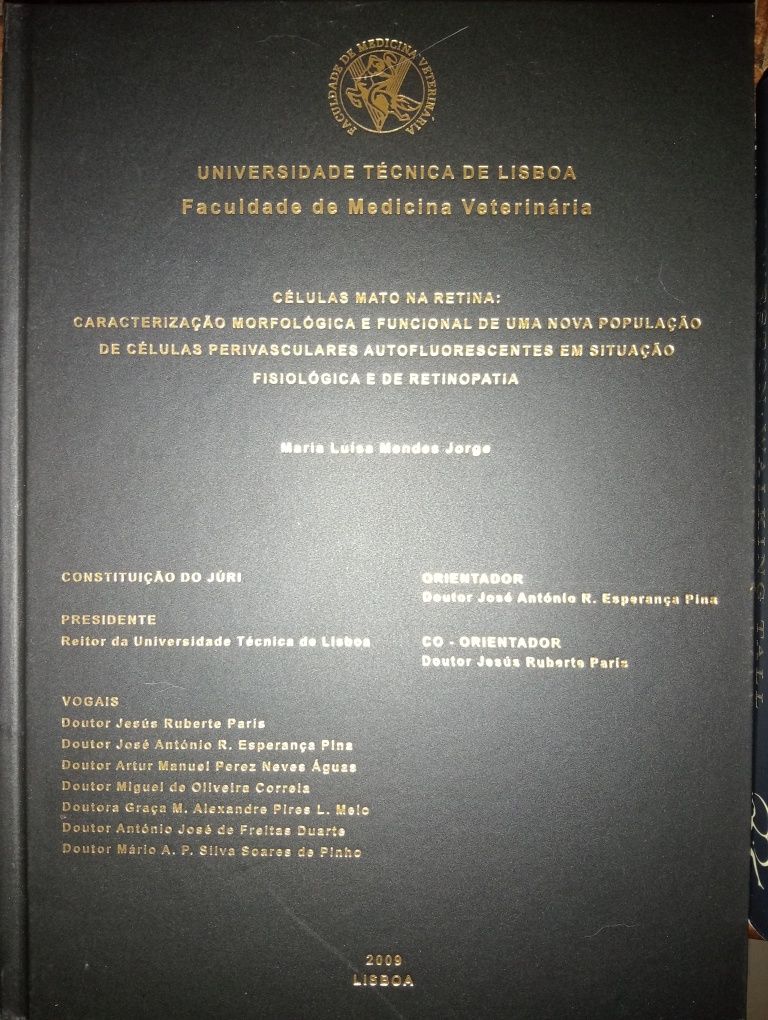 FACULDADE DE MEDICINA VETERINÁRIA
UNIVERSIDADE TÉCNICA DE LISBOA
Faculdade de Medicina Veterinária
CÉLULAS MATO NA RETINA:
CARACTERIZAÇÃO MORFOLÓGICA E FUNCIONAL DE UMA NOVA POPULAÇÃO
DE CÉLULAS PERIVASCULARES AUTOFLUORESCENTES EM SITUAÇÃO
FISIOLÓGICA E DE RETINOPATIA
Maria Luísa Mendes Jorge
CONSTITUIÇÃO DO JÚRI
PRESIDENTE
Reitor da Universidade Técnica de Lisboa
ORIENTADOR
Doutor José António R. Esperança Pina
CO - ORIENTADOR
Doutor Jesús Ruberte París
VOGAIS
Doutor Jesús Ruberte París
Doutor José António R. Esperança Pina
Doutor Artur Manuel Perez Neves Águas
Doutor Miguel de Oliveira Correia
Doutora Graça M. Alexandre Pires L. Melo
Doutor António José de Freitas Duarte
Doutor Mário A. P. Silva Soares de Pinho
2009
LISBOA
WALKING TALL